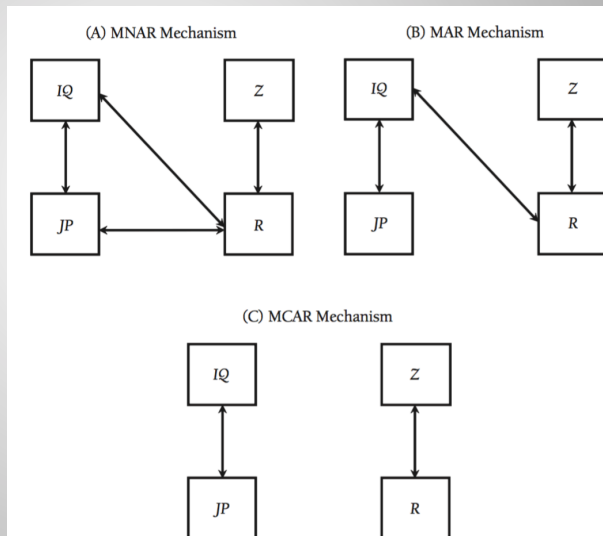 (A) MNAR Mechanism
(B) MAR Mechanism
IQ
Z
IQ
Z
JP
R
JP
R
(C) MCAR Mechanism
IQ
Z
JP
R